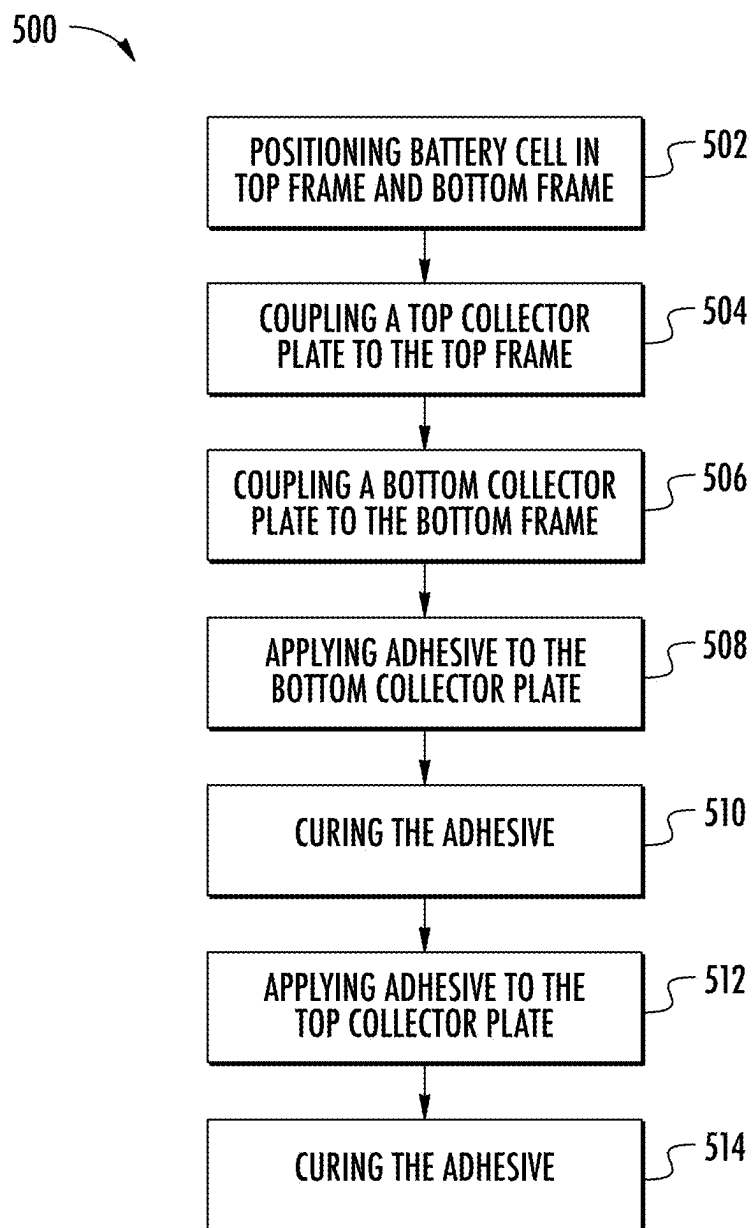 500
POSITIONING BATTERY CELL IN
TOP FRAME AND BOTTOM FRAME
502
COUPLING A TOP COLLECTOR
PLATE TO THE TOP FRAME
504
COUPLING A BOTTOM COLLECTOR
PLATE TO THE BOTTOM FRAME
506
APPLYING ADHESIVE TO THE
BOTTOM COLLECTOR PLATE
508
CURING THE ADHESIVE
510
APPLYING ADHESIVE TO THE
TOP COLLECTOR PLATE
512
CURING THE ADHESIVE
514